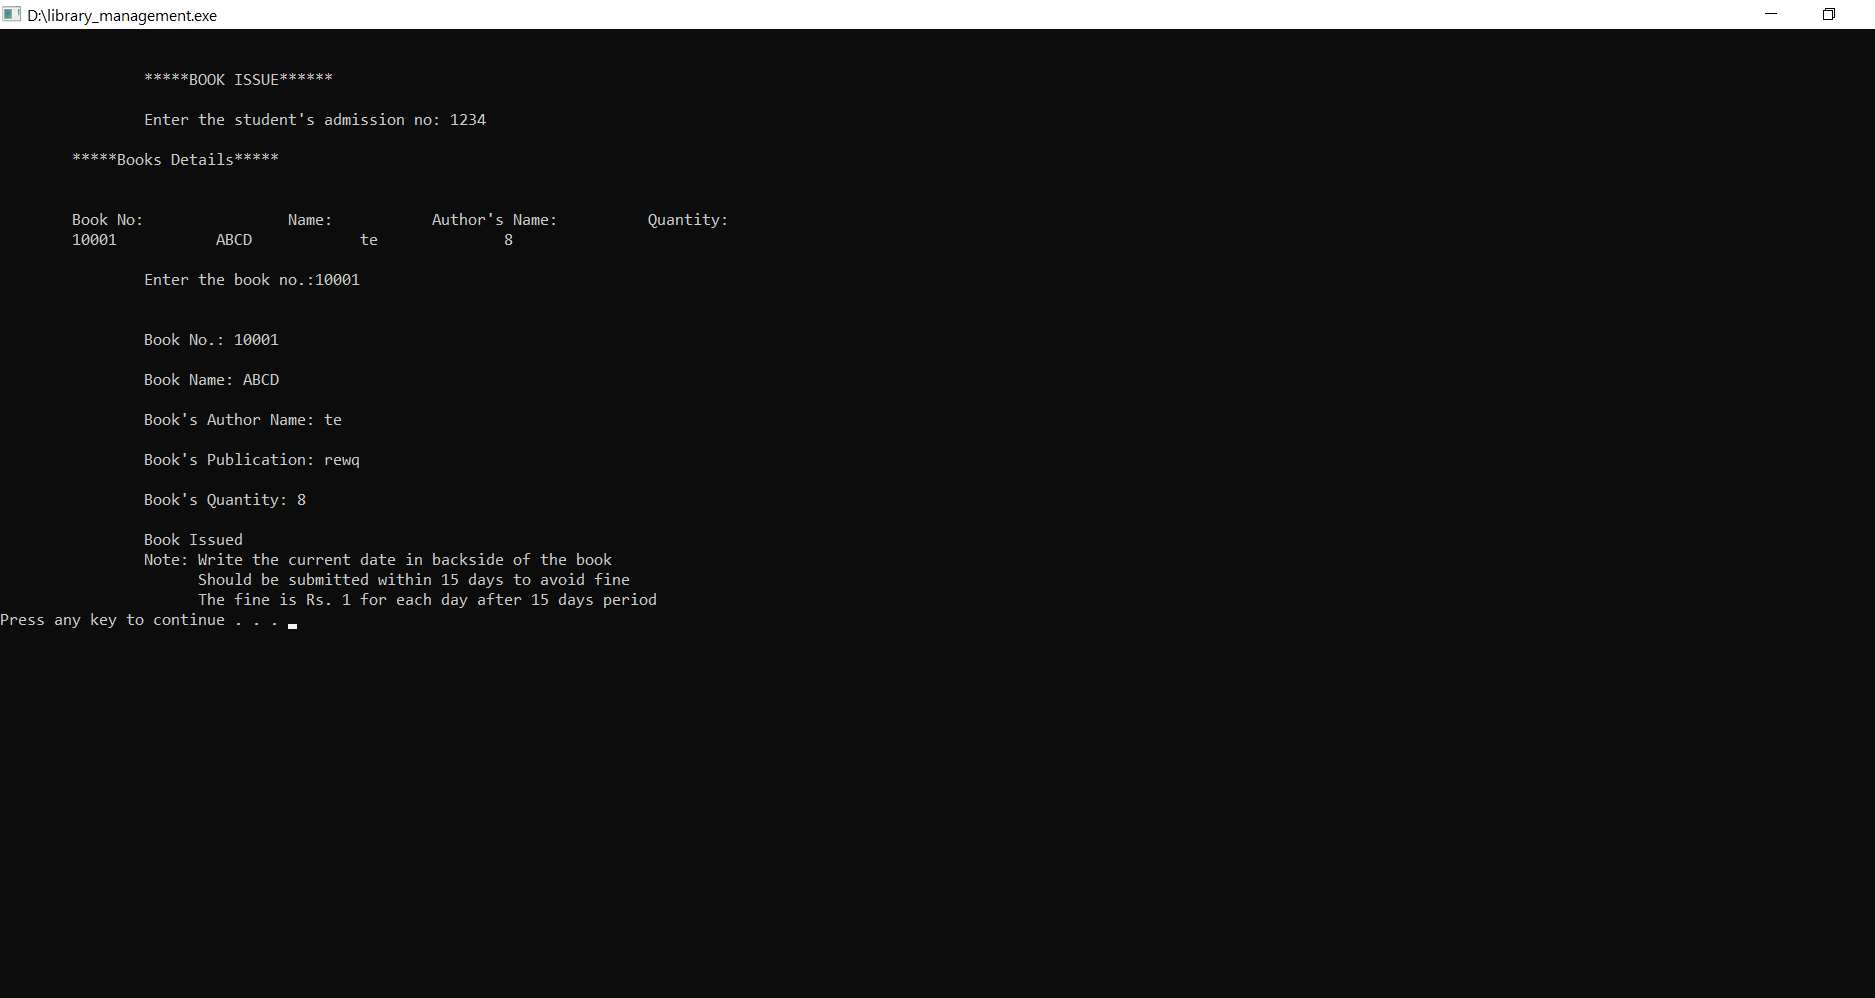 D:\library_management.exe
*****BOOK ISSUE******
Enter the student's admission no: 1234
*****Books Details*****
Book No: Name: Author's Name: Quantity:
10001 ABCD te 8
Enter the book no.:10001
Book No.: 10001
Book Name: ABCD
Book's Author Name: te
Book's Publication: rewq
Book's Quantity: 8
Book Issued
Note: Write the current date in backside of the book
Should be submitted within 15 days to avoid fine
The fine is Rs. 1 for each day after 15 days period
Press any key to continue . . .